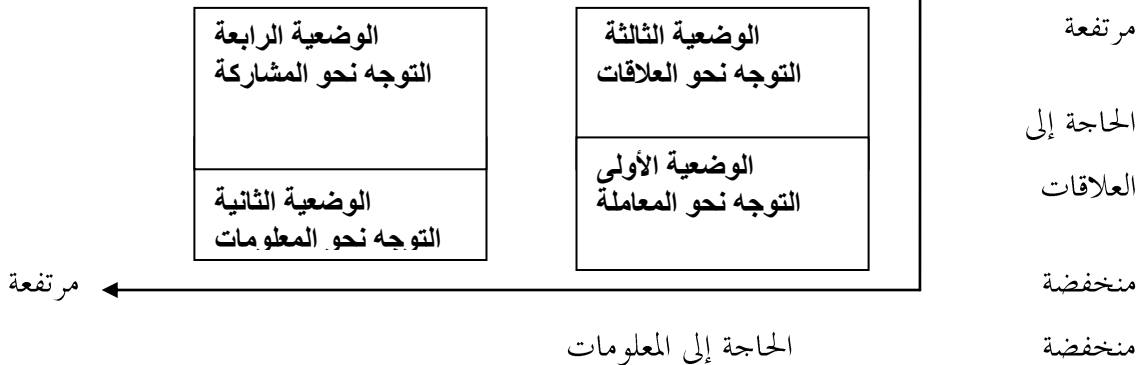 مرتفعة
الوضعية الثالثة
التوجه نحو العلاقات
الوضعية الرابعة
التوجه نحو المشاركة
الحاجة إلى
العلاقات
الوضعية الأولى
التوجه نحو المعاملة
الوضعية الثانية
التوجه نحو المعلومات
منخفضة
مرتفعة
منخفضة
الحاجة إلى المعلومات